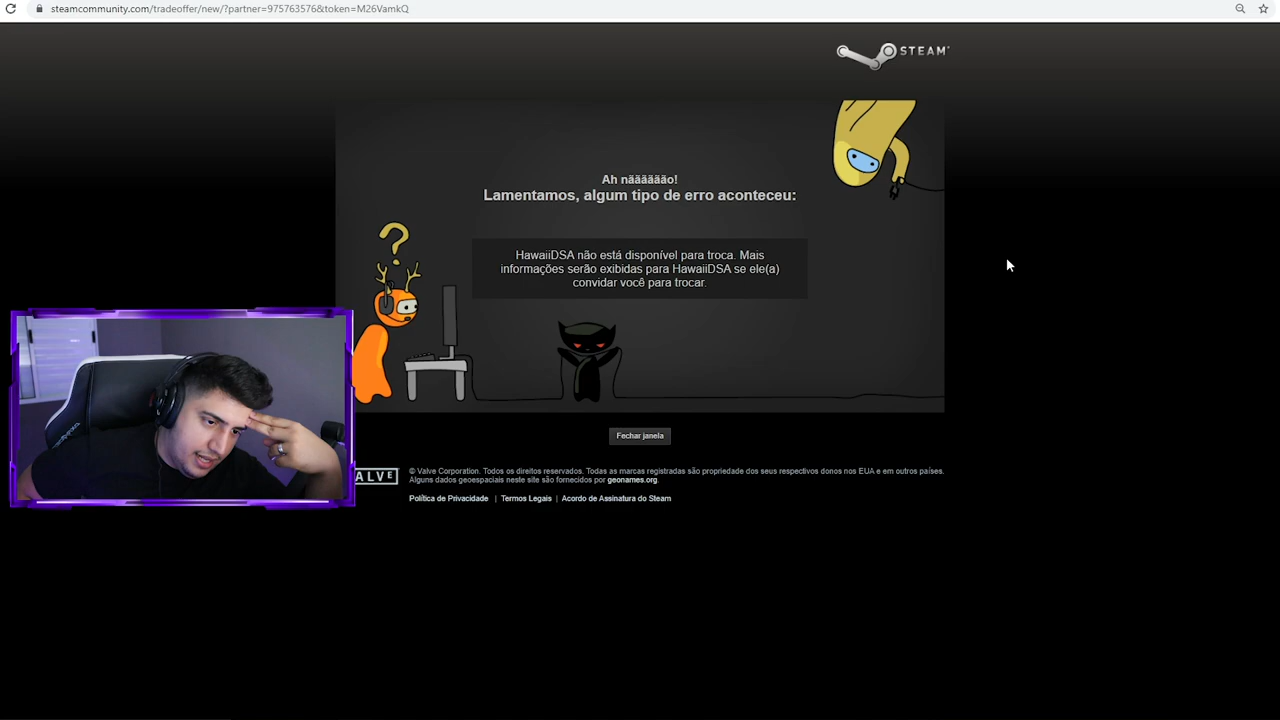 steamcommunity.com/tradeoffer/new/?partner=975763576&token=M26VamkQ
STEAM
Ah nãããããão!
Lamentamos, algum tipo de erro aconteceu:
?
HawaiiDSA não está disponível para troca. Mais
informações serão exibidas para HawaiiDSA se ele(a)
convidar você para trocar.
Fechar janela
ALVE
© Valve Corporation. Todos os direitos reservados. Todas as marcas registradas são propriedade dos seus respectivos donos nos EUA e em outros países.
Alguns dados geoespaciais neste site são fornecidos por geonames.org.
Política de Privacidade | Termos Legais | Acordo de Assinatura do Steam